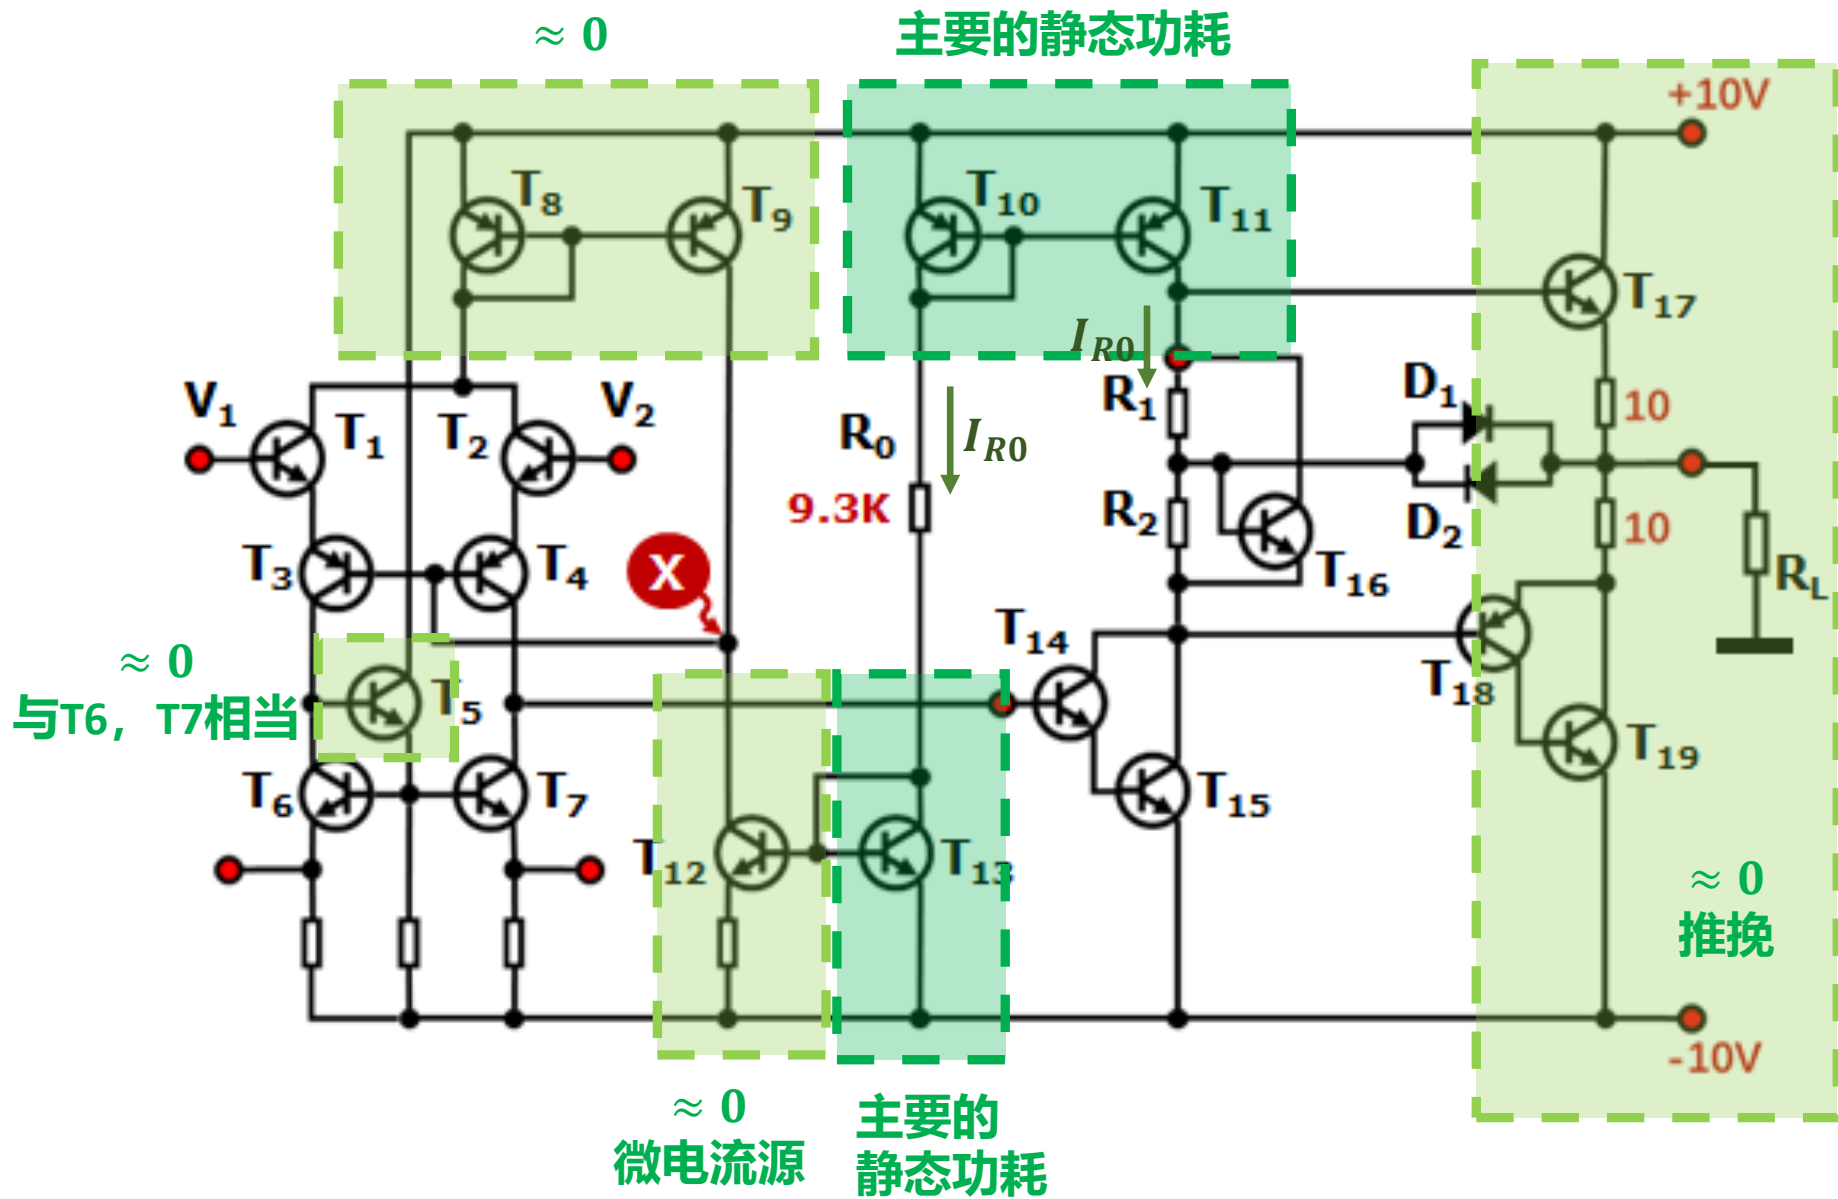 ≈ 0
主要的静态功耗
+10V
T8
T9
T10
T11
T17
IR0
V1
T1
T2
V2
R0
IR0
R1
D1
10
9.3K
R2
D2
10
T3
T4
X
T16
RL
≈ 0
与T6，T7相当
T5
T14
T18
T6
T7
T15
T19
T12
T13
≈ 0
推挽
-10V
≈ 0
微电流源
主要的
静态功耗